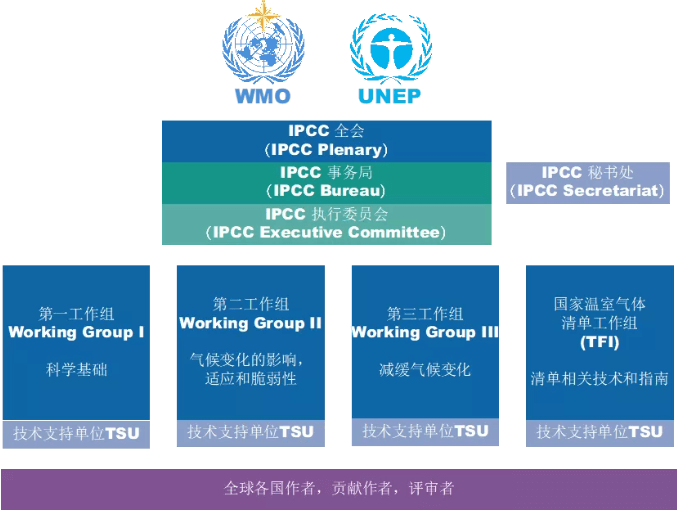 WMO
UNEP
IPCC 全会
（IPCC Plenary）
IPCC 事务局
（IPCC Bureau）
IPCC 秘书处
（IPCC Secretariat）
IPCC 执行委员会
（IPCC Executive Committee）
第一工作组
Working Group I
科学基础
技术支持单位TSU
第二工作组
Working Group II
气候变化的影响，
适应和脆弱性
技术支持单位TSU
第三工作组
Working Group III
减缓气候变化
技术支持单位TSU
国家温室气体
清单工作组
(TFI)
清单相关技术和指南
技术支持单位TSU
全球各国作者，贡献作者，评审者